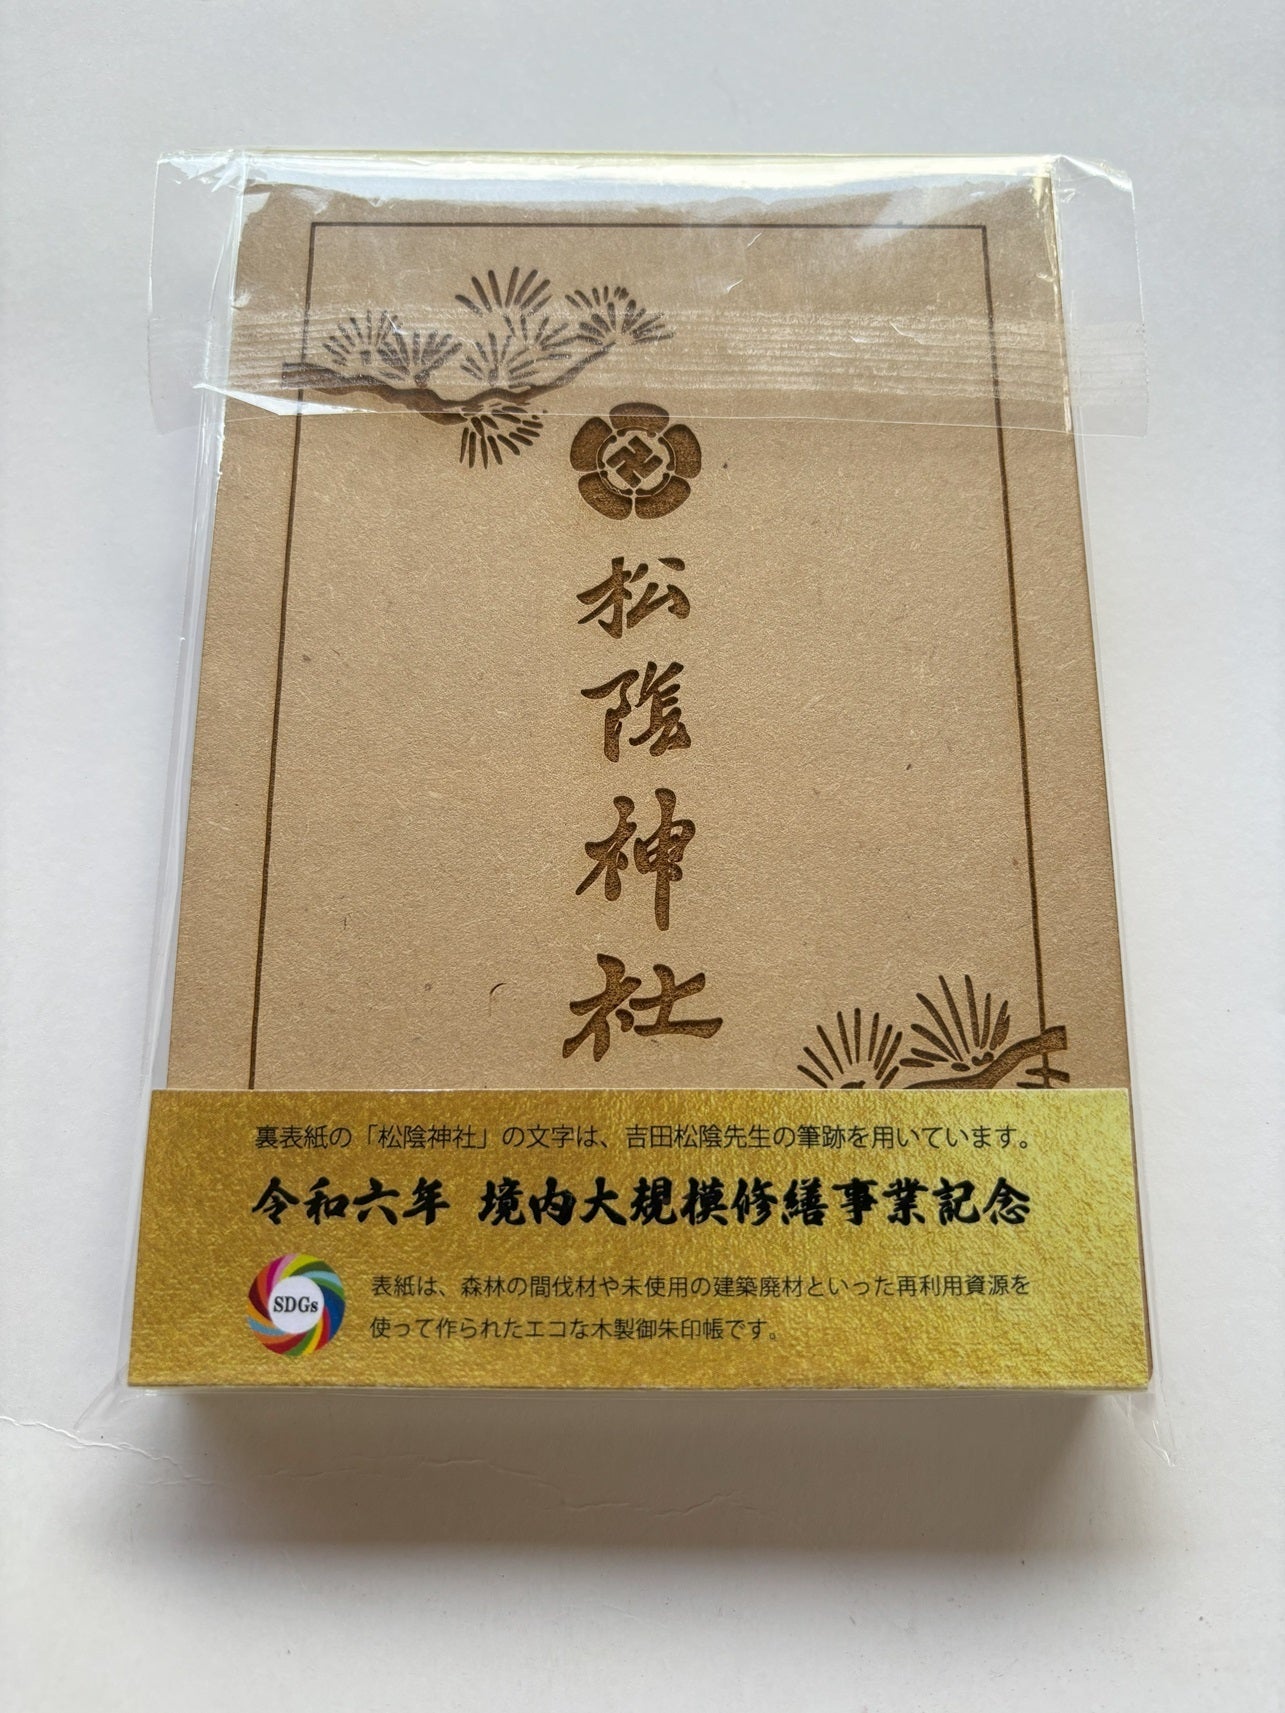 松陰神社
裏表紙の「松陰神社」の文字は、吉田松陰先生の筆跡を用いています。
令和六年 境内大規模修繕事業記念
SDGs
表紙は、森林の間伐材や未使用の建築廃材といった再利用資源を
使って作られたエコな木製御朱印帳です。